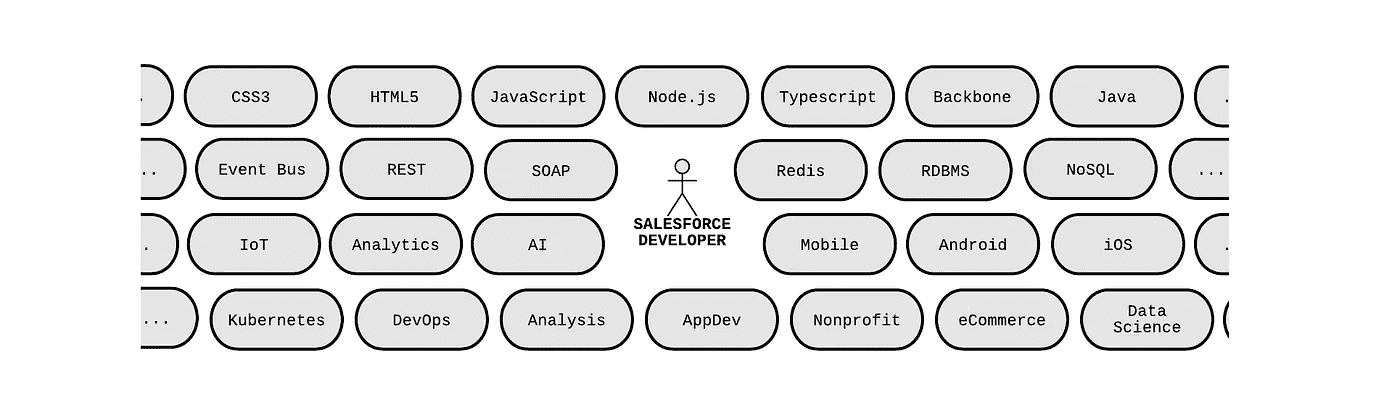 . CSS3 HTML5 JavaScript Node.js Typescript Backbone Java .
.. Event Bus REST SOAP Redis RDBMS NoSQL ...
SALESFORCE
DEVELOPER
. IoT Analytics AI Mobile Android iOS .
... Kubernetes DevOps Analysis AppDev Nonprofit eCommerce Data
Science